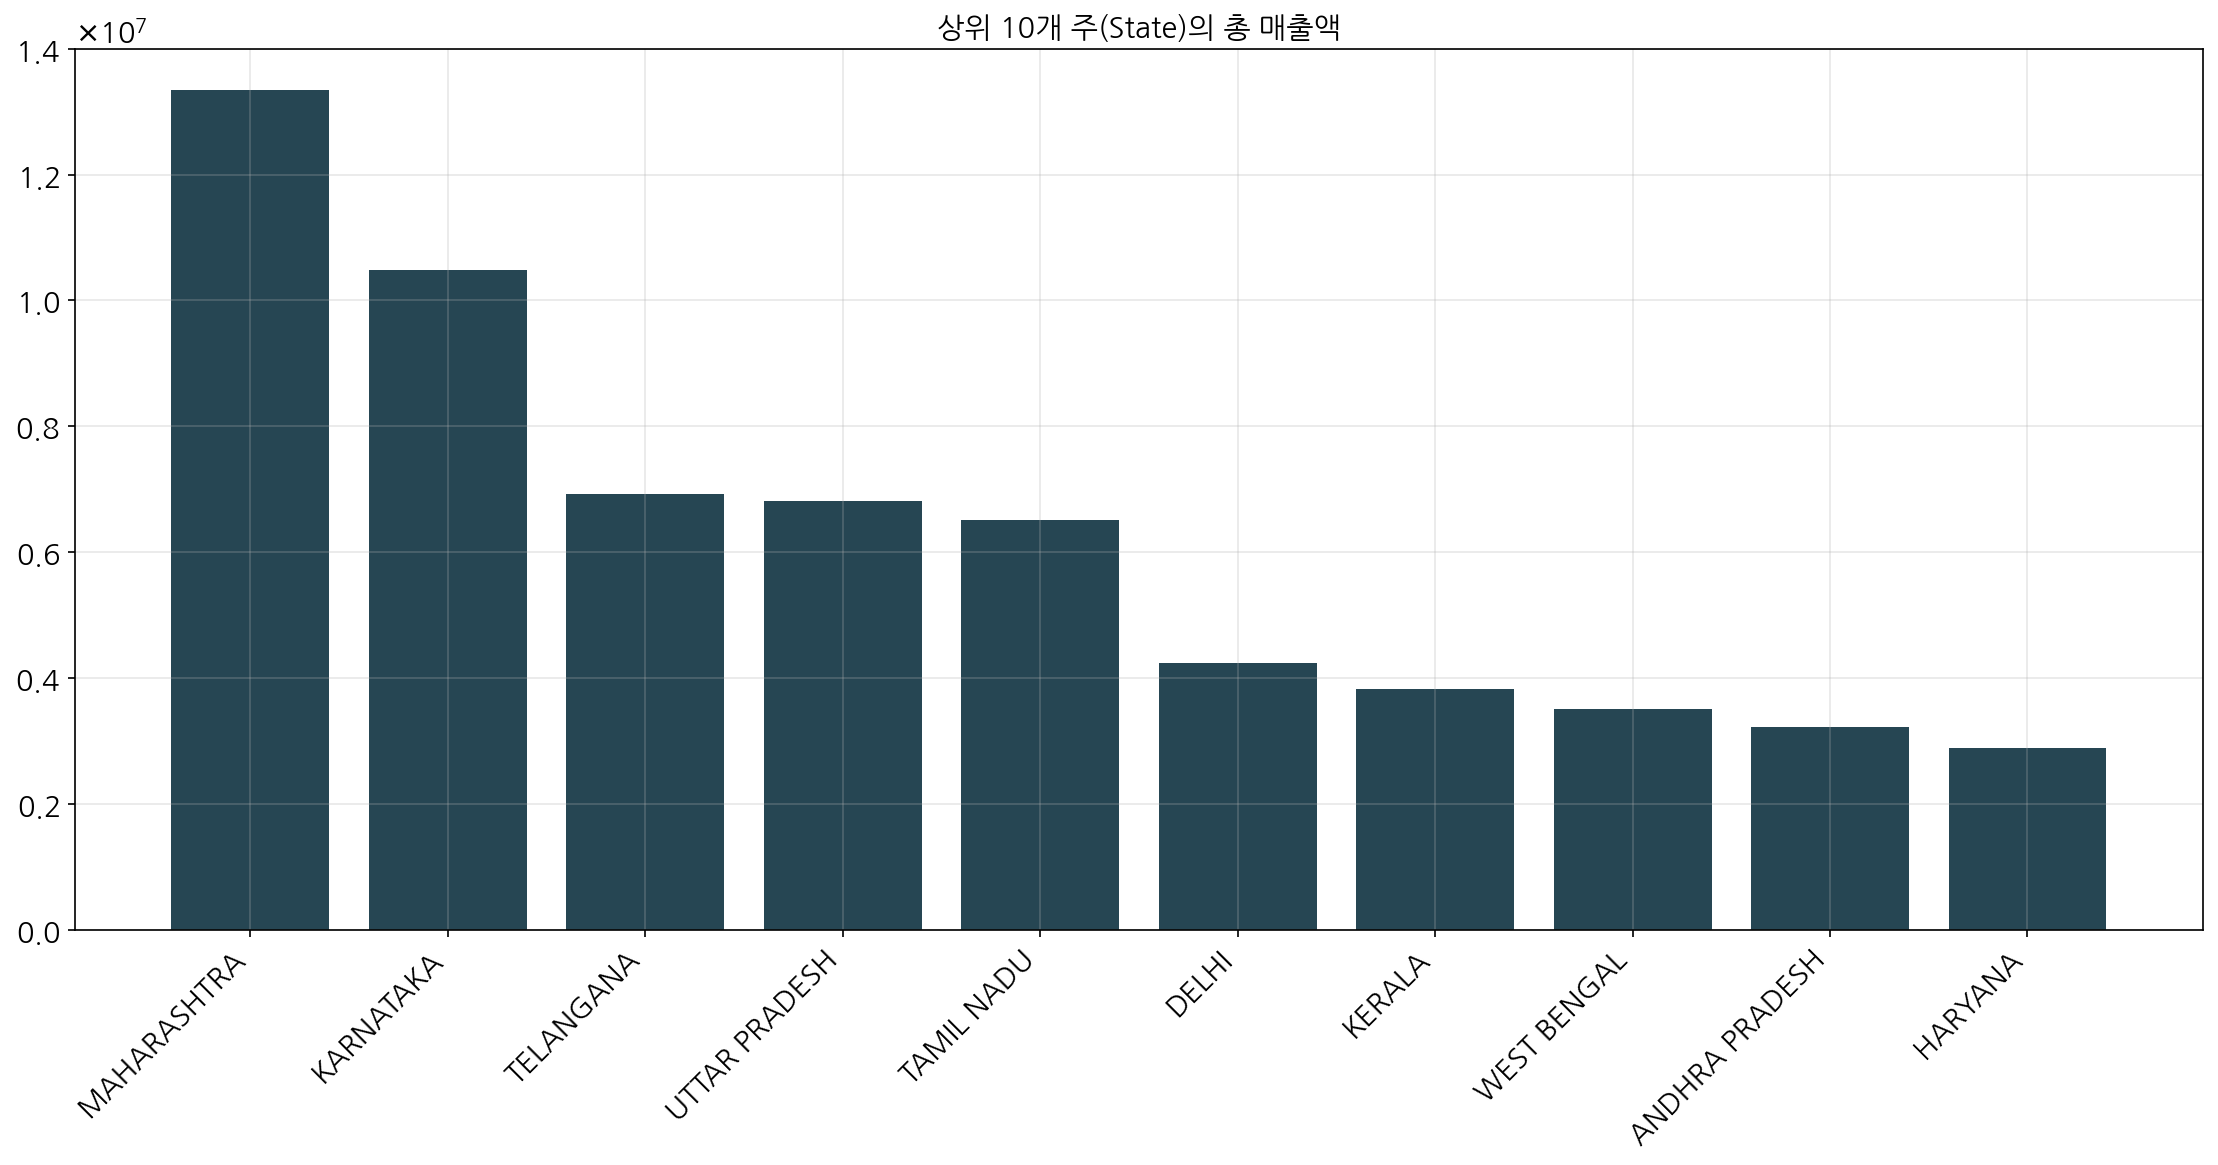 상위 10개 주(State)의 총 매출액
×10⁷
1.4
1.2
1.0
0.8
0.6
0.4
0.2
0.0
MAHARASHTRA
KARNATAKA
TELANGANA
UTTAR PRADESH
TAMIL NADU
DELHI
KERALA
WEST BENGAL
ANDHRA PRADESH
HARYANA